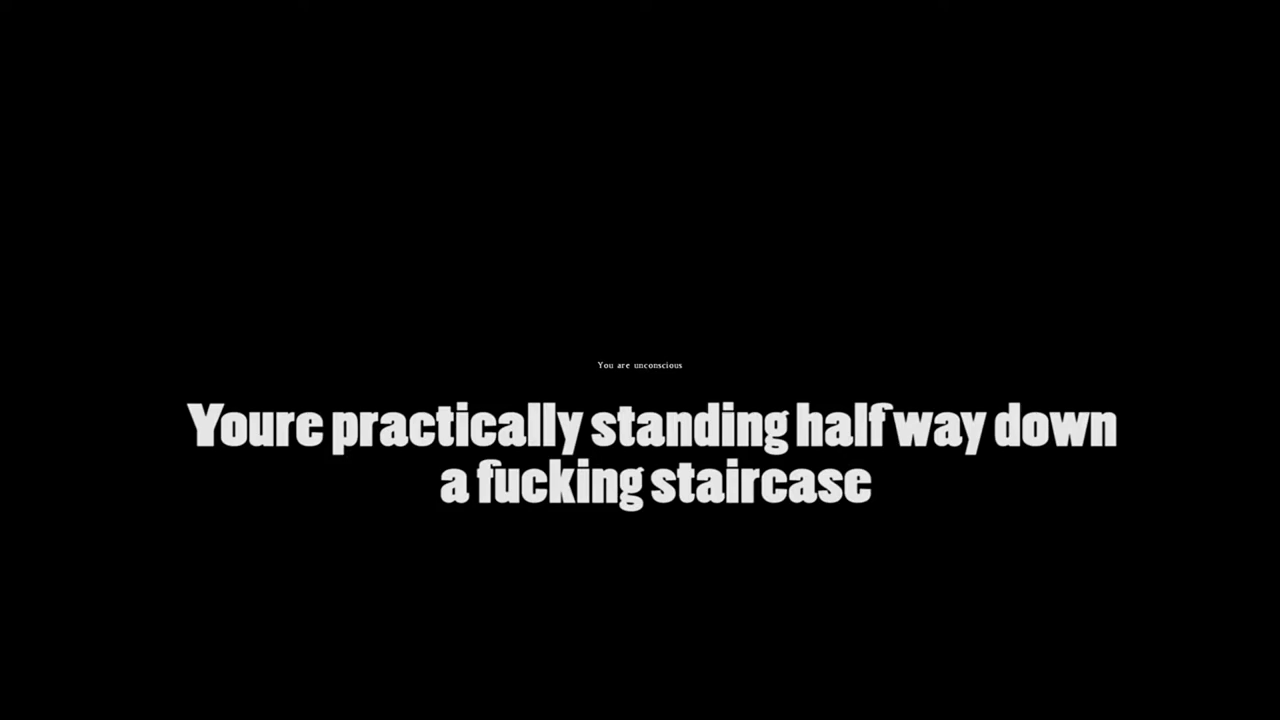 You are unconscious
Youre practically standing half way down
a fucking staircase